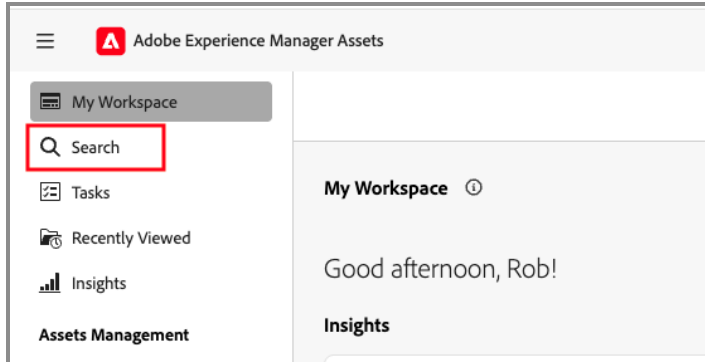 Adobe Experience Manager Assets
My Workspace
Search
Tasks
Recently Viewed
Insights
Assets Management
My Workspace
Good afternoon, Rob!
Insights